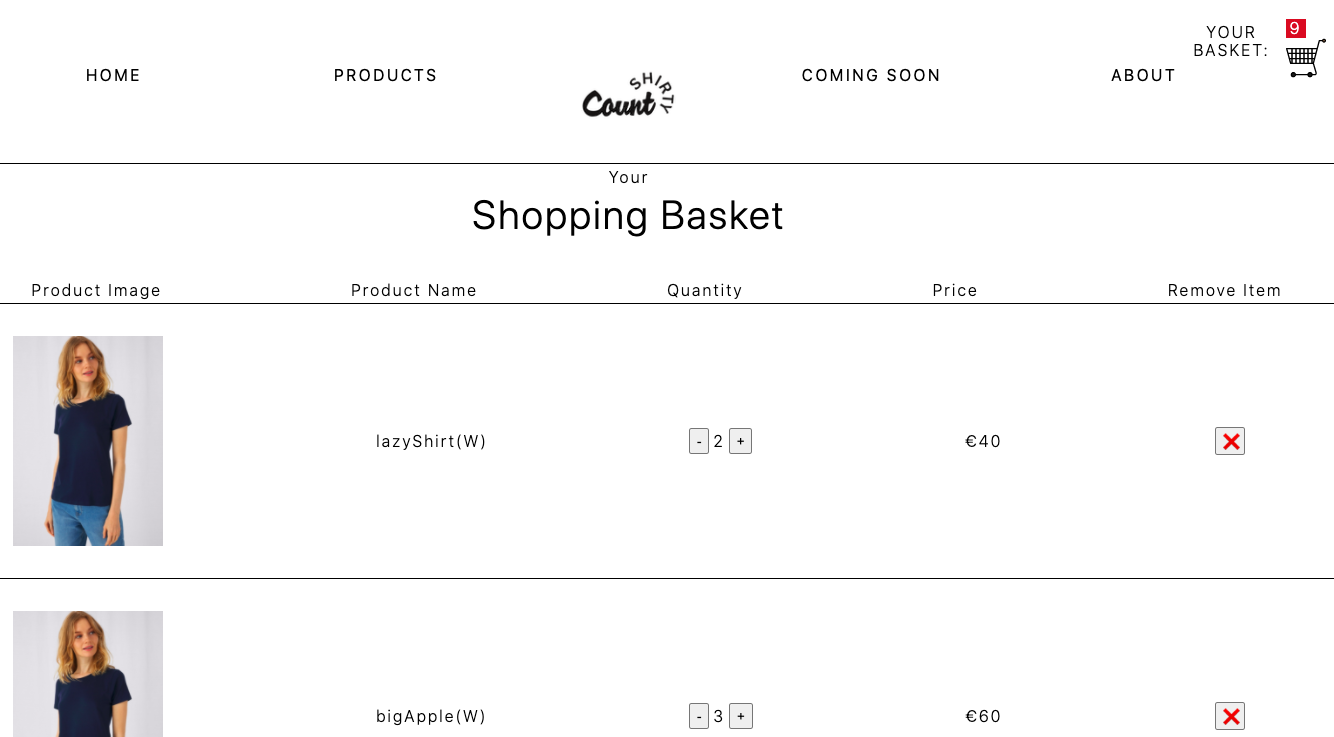 YOUR
BASKET:
9
HOME
PRODUCTS
Count SHIRTY
COMING SOON
ABOUT
Your
Shopping Basket
Product Image Product Name Quantity Price Remove Item
lazyShirt(W) - 2 + €40
bigApple(W) - 3 + €60